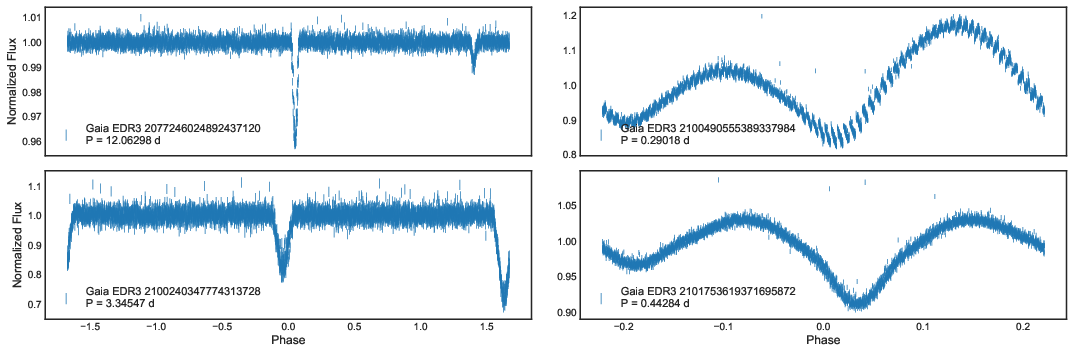 1.01
1.00
0.99
0.98
0.97
0.96
Normalized Flux
Gaia EDR3 2077246024892437120
P = 12.06298 d
1.2
1.1
1.0
0.9
0.8
Gaia EDR3 2100490555389337984
P = 0.29018 d
1.1
1.0
0.9
0.8
0.7
Normalized Flux
Gaia EDR3 2100240347774313728
P = 3.34547 d
−1.5
−1.0
−0.5
0.0
0.5
1.0
1.5
Phase
1.05
1.00
0.95
0.90
Gaia EDR3 2101753619371695872
P = 0.44284 d
−0.2
−0.1
0.0
0.1
0.2
Phase